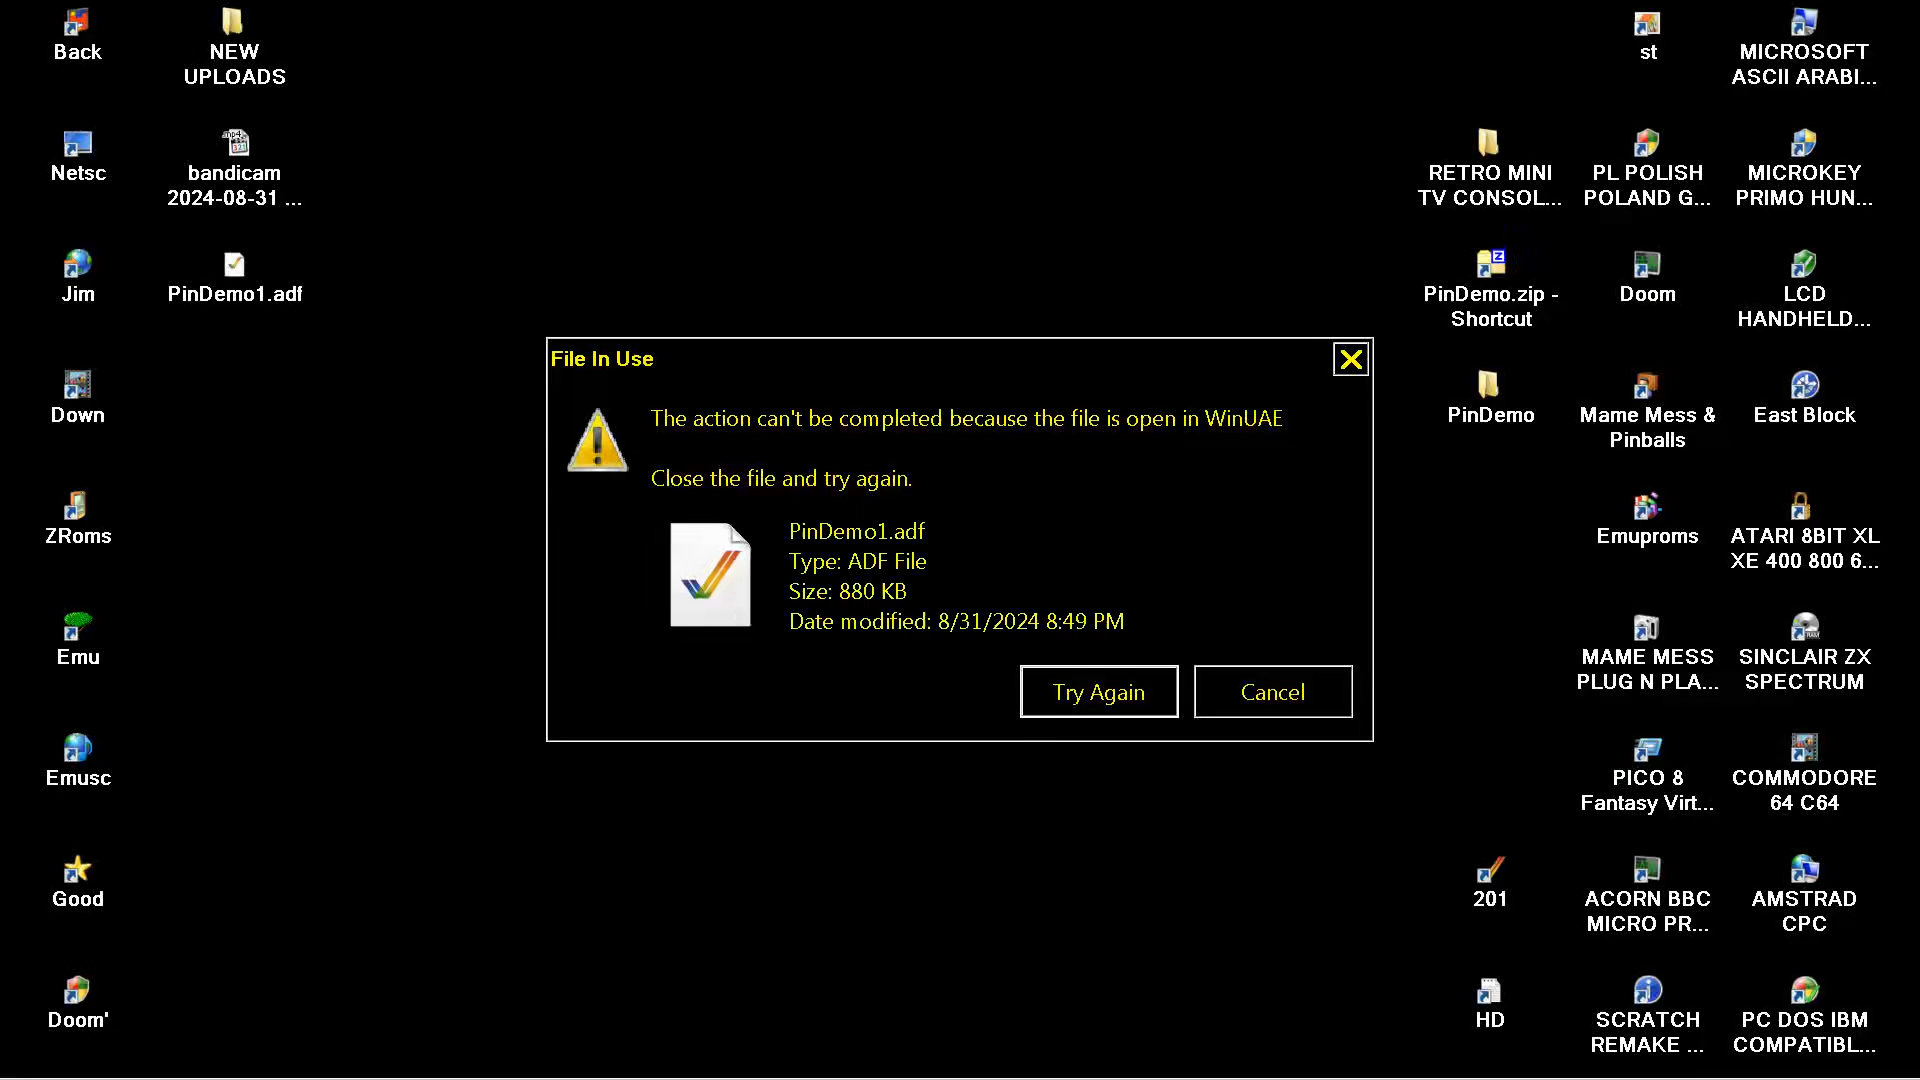 Back
NEW
UPLOADS
st
MICROSOFT
ASCII ARABI...
Netsc
bandicam
2024-08-31 ...
RETRO MINI
TV CONSOL...
PL POLISH
POLAND G...
MICROKEY
PRIMO HUN...
Jim
PinDemo1.adf
PinDemo.zip -
Shortcut
Doom
LCD
HANDHELD...
File In Use
The action can't be completed because the file is open in WinUAE
Close the file and try again.
PinDemo1.adf
Type: ADF File
Size: 880 KB
Date modified: 8/31/2024 8:49 PM
Try Again
Cancel
Down
PinDemo
Mame Mess &
Pinballs
East Block
ZRoms
Emuproms
ATARI 8BIT XL
XE 400 800 6...
Emu
MAME MESS
PLUG N PLA...
SINCLAIR ZX
SPECTRUM
Emusc
PICO 8
Fantasy Virt...
COMMODORE
64 C64
Good
201
ACORN BBC
MICRO PR...
AMSTRAD
CPC
Doom'
HD
SCRATCH
REMAKE ...
PC DOS IBM
COMPATIBL...